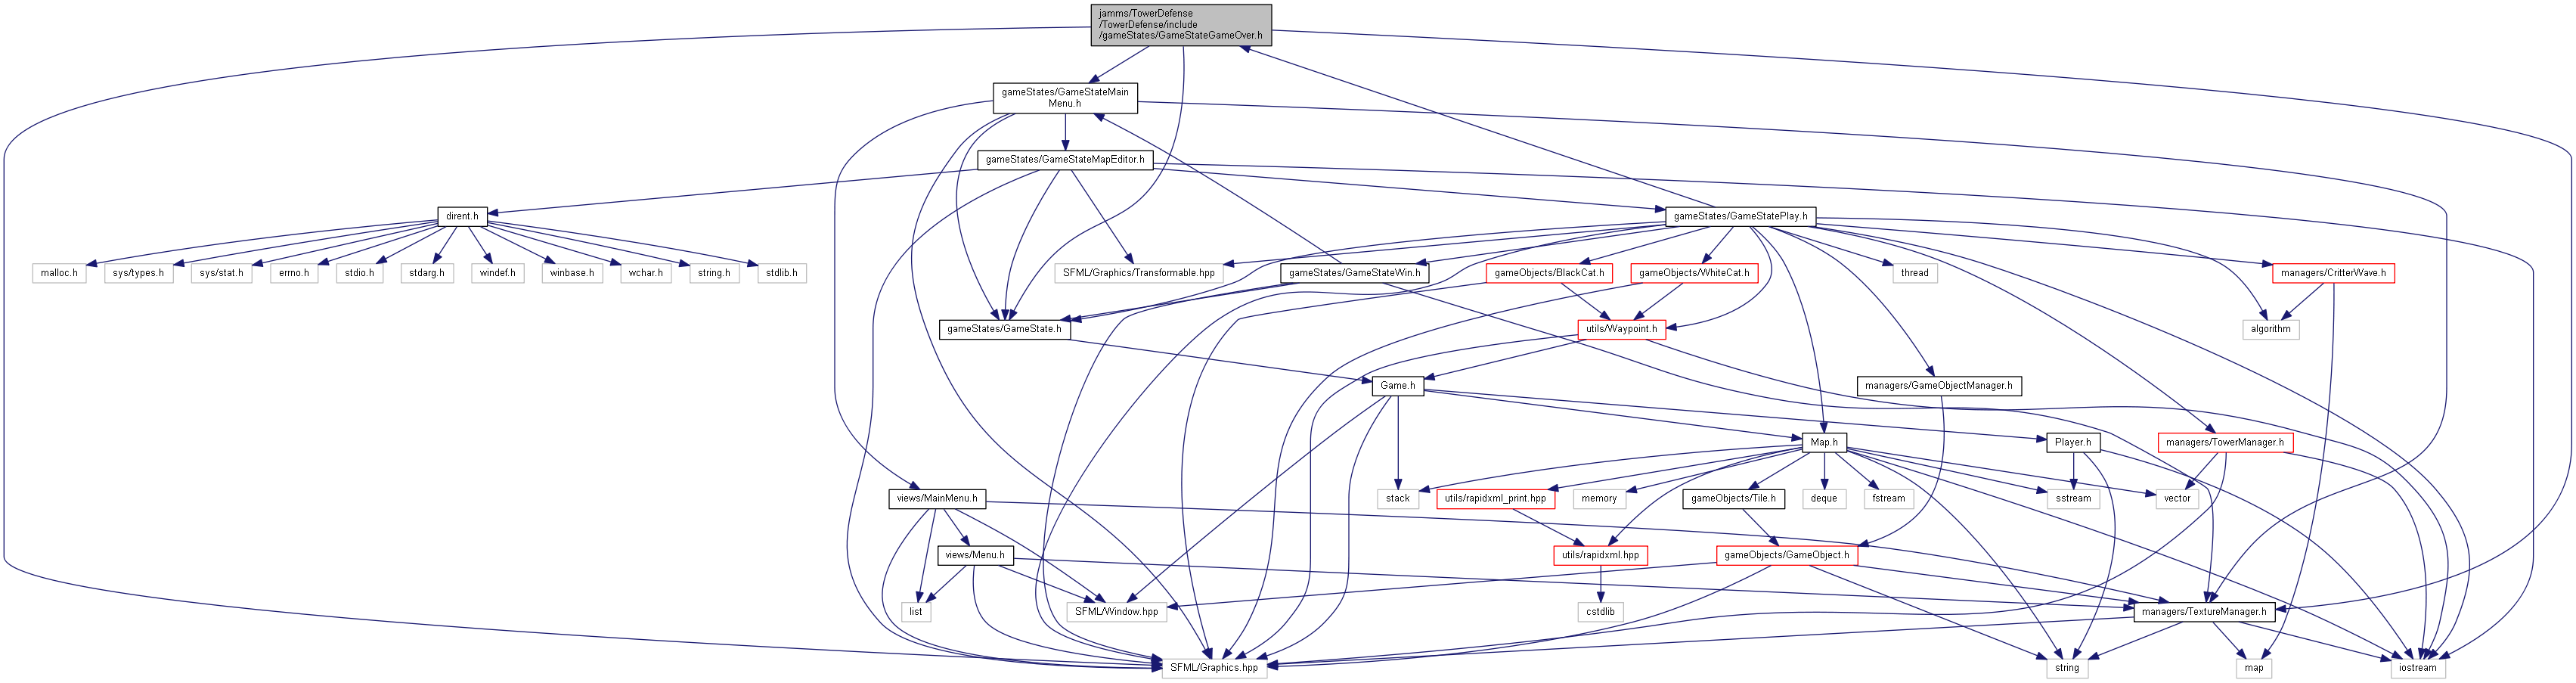 jamms/TowerDefense
/TowerDefense/include
/gameStates/GameStateGameOver.h
gameStates/GameStateMain
Menu.h
gameStates/GameStateMapEditor.h
dirent.h
gameStates/GameStatePlay.h
malloc.h
sys/types.h
sys/stat.h
errno.h
stdio.h
stdarg.h
windef.h
winbase.h
wchar.h
string.h
stdlib.h
SFML/Graphics/Transformable.hpp
gameStates/GameStateWin.h
gameObjects/BlackCat.h
gameObjects/WhiteCat.h
thread
managers/CritterWave.h
gameStates/GameState.h
utils/Waypoint.h
algorithm
Game.h
managers/GameObjectManager.h
Map.h
Player.h
managers/TowerManager.h
views/MainMenu.h
stack
utils/rapidxml_print.hpp
memory
gameObjects/Tile.h
deque
fstream
sstream
vector
views/Menu.h
utils/rapidxml.hpp
gameObjects/GameObject.h
list
SFML/Window.hpp
cstdlib
managers/TextureManager.h
SFML/Graphics.hpp
string
map
iostream